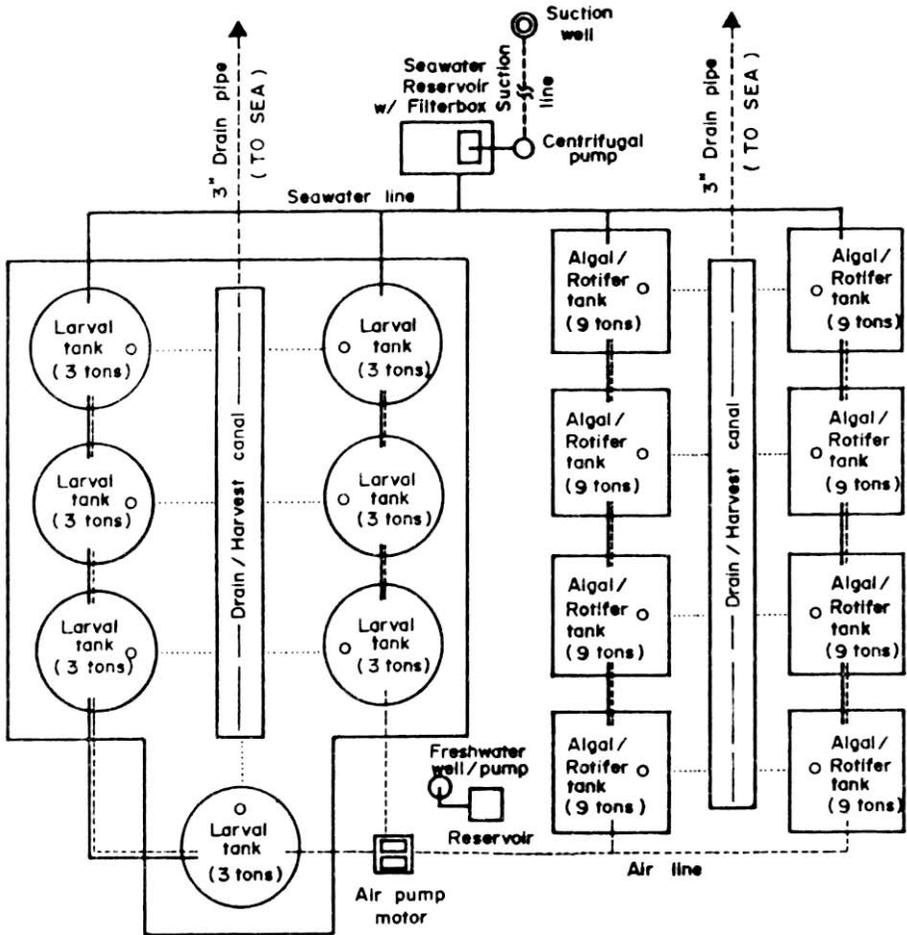 Suction
well
Suction
line
Seawater
Reservoir
w/ Filterbox
Centrifugal
pump
3" Drain pipe
( TO SEA )
3" Drain pipe
( TO SEA )
Seawater line
Larval
tank
( 3 tons )
Larval
tank
( 3 tons )
Algal /
Rotifer
tank
(9 tons)
Algal /
Rotifer
tank
( 9 tons)
Larval
tank
(3 tons)
Larval
tank
(3 tons)
Algal/
Rotifer
tank
(9 tons)
Algal/
Rotifer
tank
(9 tons)
Drain / Harvest canal
Drain / Harvest canal
Larval
tank
( 3 tons)
Larval
tank
(3 tons)
Algal/
Rotifer
tank
(9 tons)
Algal/
Rotifer
tank
(9 tons)
Freshwater
well/pump
Reservoir
Algal/
Rotifer
tank
(9 tons)
Algal/
Rotifer
tank
(9 tons)
Larval
tank
(3 tons)
Air pump
motor
Air line